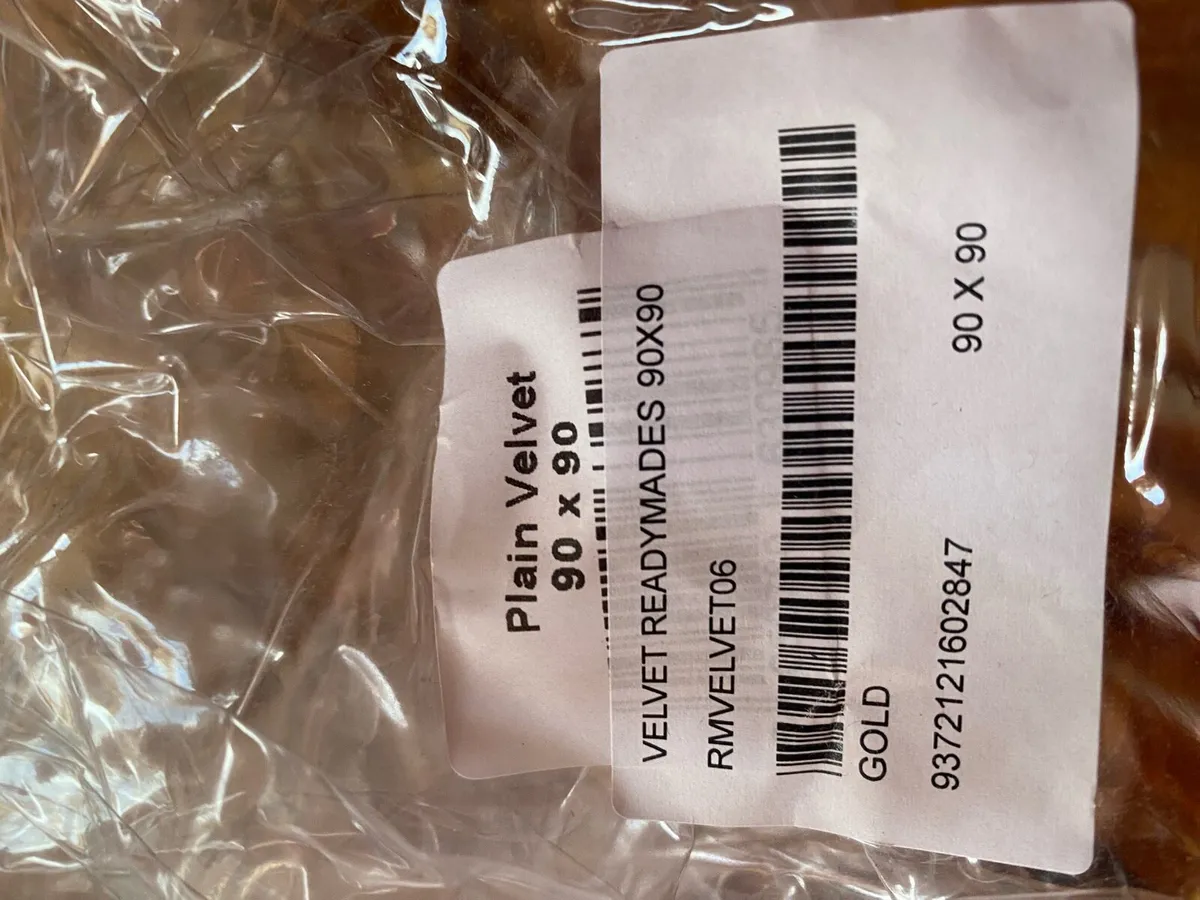 Plain Velvet
90 x 90
VELVET READYMADES 90X90
RMVELVET06
GOLD
9372121602847 90 X 90